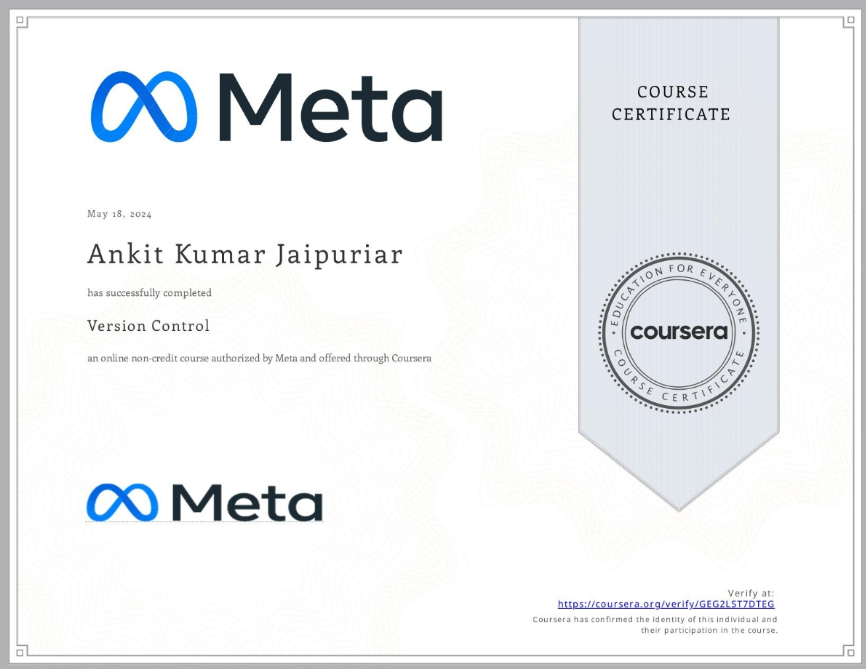 Meta
COURSE
CERTIFICATE
May 18, 2024
Ankit Kumar Jaipuriar
has successfully completed
Version Control
an online non-credit course authorized by Meta and offered through Coursera
EDUCATION FOR EVERYONE
coursera
COURSE CERTIFICATE
Meta
Verify at:
https://coursera.org/verify/GEG2LST7DTEG
Coursera has confirmed the identity of this individual and
their participation in the course.